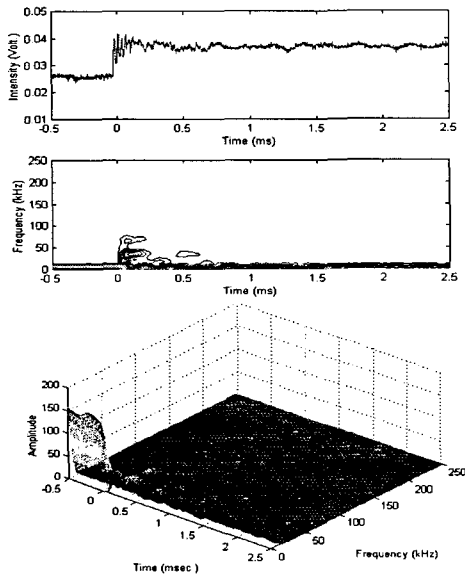 0.05
0.04
0.03
0.02
0.01
Intensity (Volt.)
-0.5 0 0.5 1 1.5 2 2.5
Time (ms)
250
200
150
100
50
0
Frequency (kHz)
-0.5 0 0.5 1 1.5 2 2.5
Time (ms)
200
150
100
50
0
Amplitude
-0.5 0 0.5 1 1.5 2 2.5
Time (msec )
0 50 100 150 200 250
Frequency (kHz)